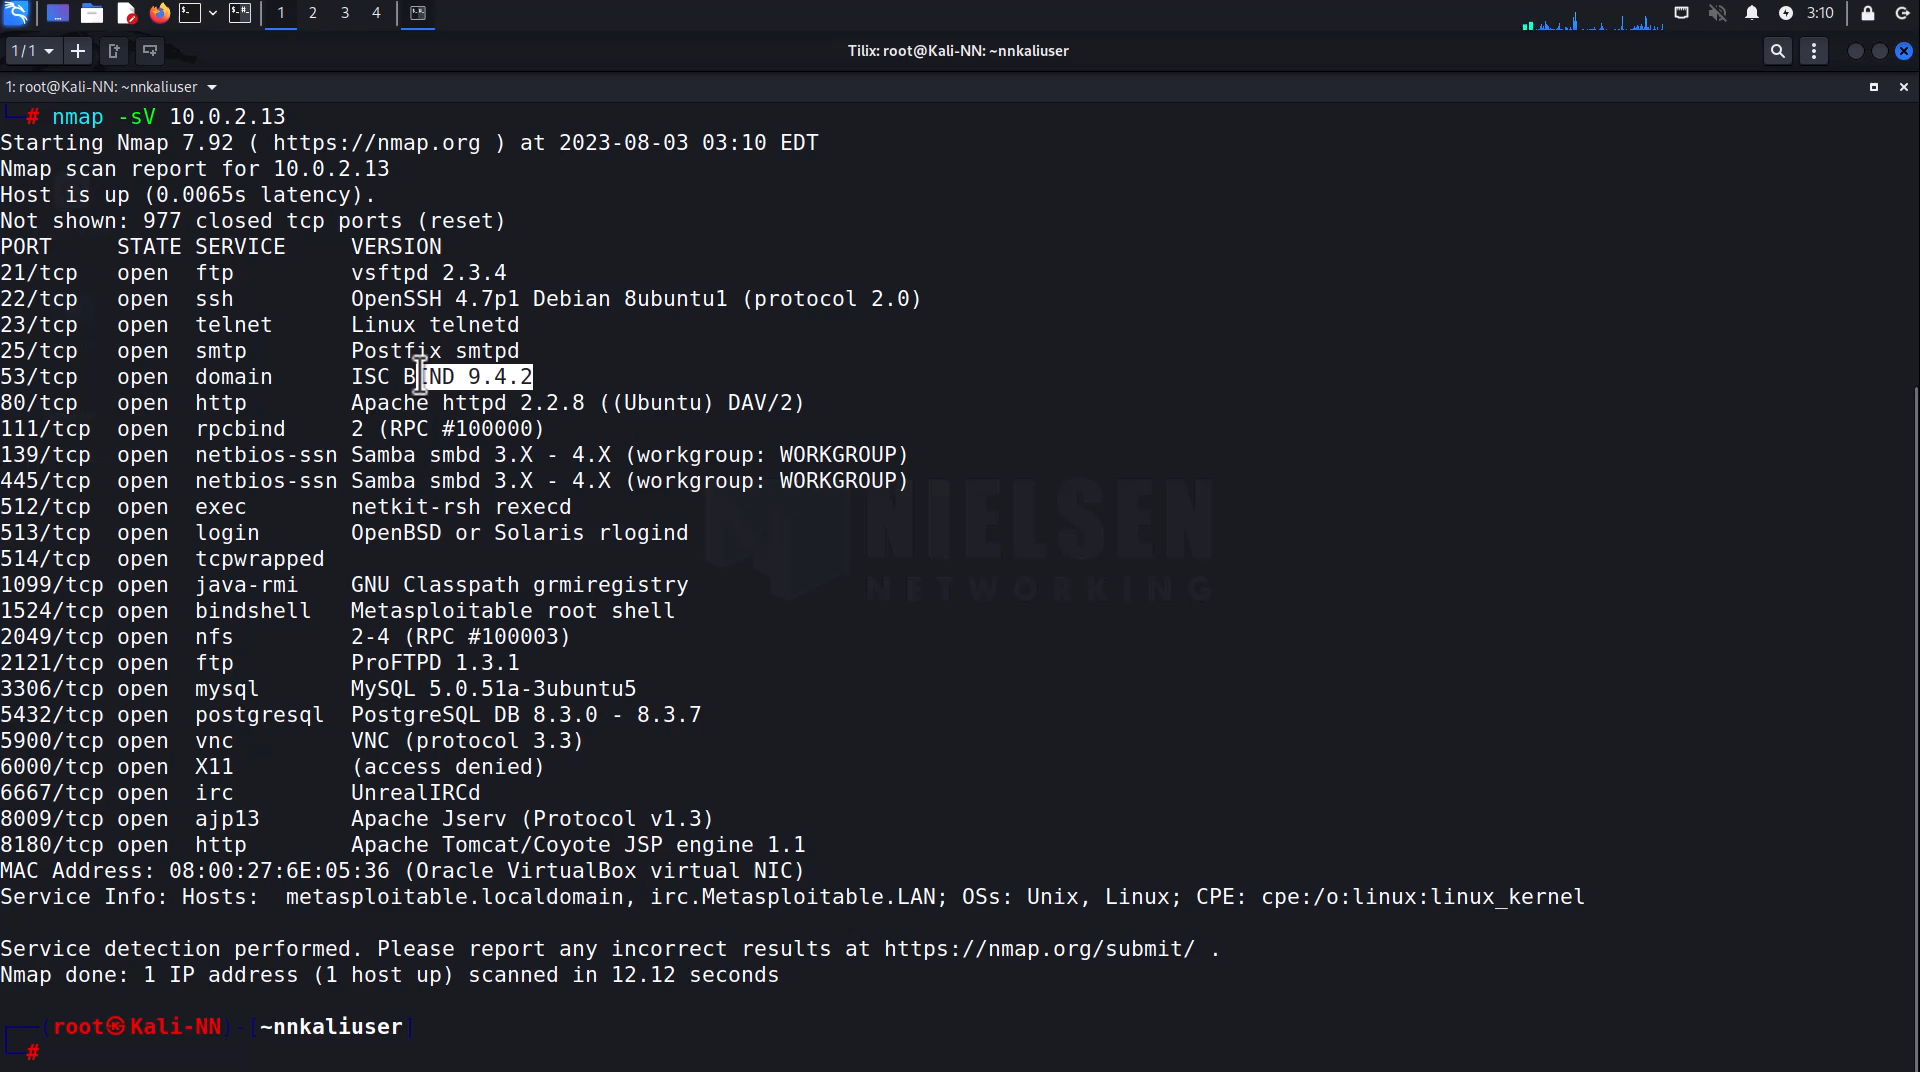 1 2 3 4 3:10
1/1 Tilix: root@Kali-NN: ~nnkaliuser
1: root@Kali-NN: ~nnkaliuser
# nmap -sV 10.0.2.13
Starting Nmap 7.92 ( https://nmap.org ) at 2023-08-03 03:10 EDT
Nmap scan report for 10.0.2.13
Host is up (0.0065s latency).
Not shown: 977 closed tcp ports (reset)
PORT     STATE SERVICE     VERSION
21/tcp   open  ftp         vsftpd 2.3.4
22/tcp   open  ssh         OpenSSH 4.7p1 Debian 8ubuntu1 (protocol 2.0)
23/tcp   open  telnet      Linux telnetd
25/tcp   open  smtp        Postfix smtpd
53/tcp   open  domain      ISC BIND 9.4.2
80/tcp   open  http        Apache httpd 2.2.8 ((Ubuntu) DAV/2)
111/tcp  open  rpcbind     2 (RPC #100000)
139/tcp  open  netbios-ssn Samba smbd 3.X - 4.X (workgroup: WORKGROUP)
445/tcp  open  netbios-ssn Samba smbd 3.X - 4.X (workgroup: WORKGROUP)
512/tcp  open  exec        netkit-rsh rexecd
513/tcp  open  login       OpenBSD or Solaris rlogind
514/tcp  open  tcpwrapped
1099/tcp open  java-rmi    GNU Classpath grmiregistry
1524/tcp open  bindshell   Metasploitable root shell
2049/tcp open  nfs         2-4 (RPC #100003)
2121/tcp open  ftp         ProFTPD 1.3.1
3306/tcp open  mysql       MySQL 5.0.51a-3ubuntu5
5432/tcp open  postgresql  PostgreSQL DB 8.3.0 - 8.3.7
5900/tcp open  vnc         VNC (protocol 3.3)
6000/tcp open  X11         (access denied)
6667/tcp open  irc         UnrealIRCd
8009/tcp open  ajp13       Apache Jserv (Protocol v1.3)
8180/tcp open  http        Apache Tomcat/Coyote JSP engine 1.1
MAC Address: 08:00:27:6E:05:36 (Oracle VirtualBox virtual NIC)
Service Info: Hosts:  metasploitable.localdomain, irc.Metasploitable.LAN; OSs: Unix, Linux; CPE: cpe:/o:linux:linux_kernel
Service detection performed. Please report any incorrect results at https://nmap.org/submit/ .
Nmap done: 1 IP address (1 host up) scanned in 12.12 seconds
(root㉿Kali-NN)-[~nnkaliuser]
#
NIELSEN
NETWORKING